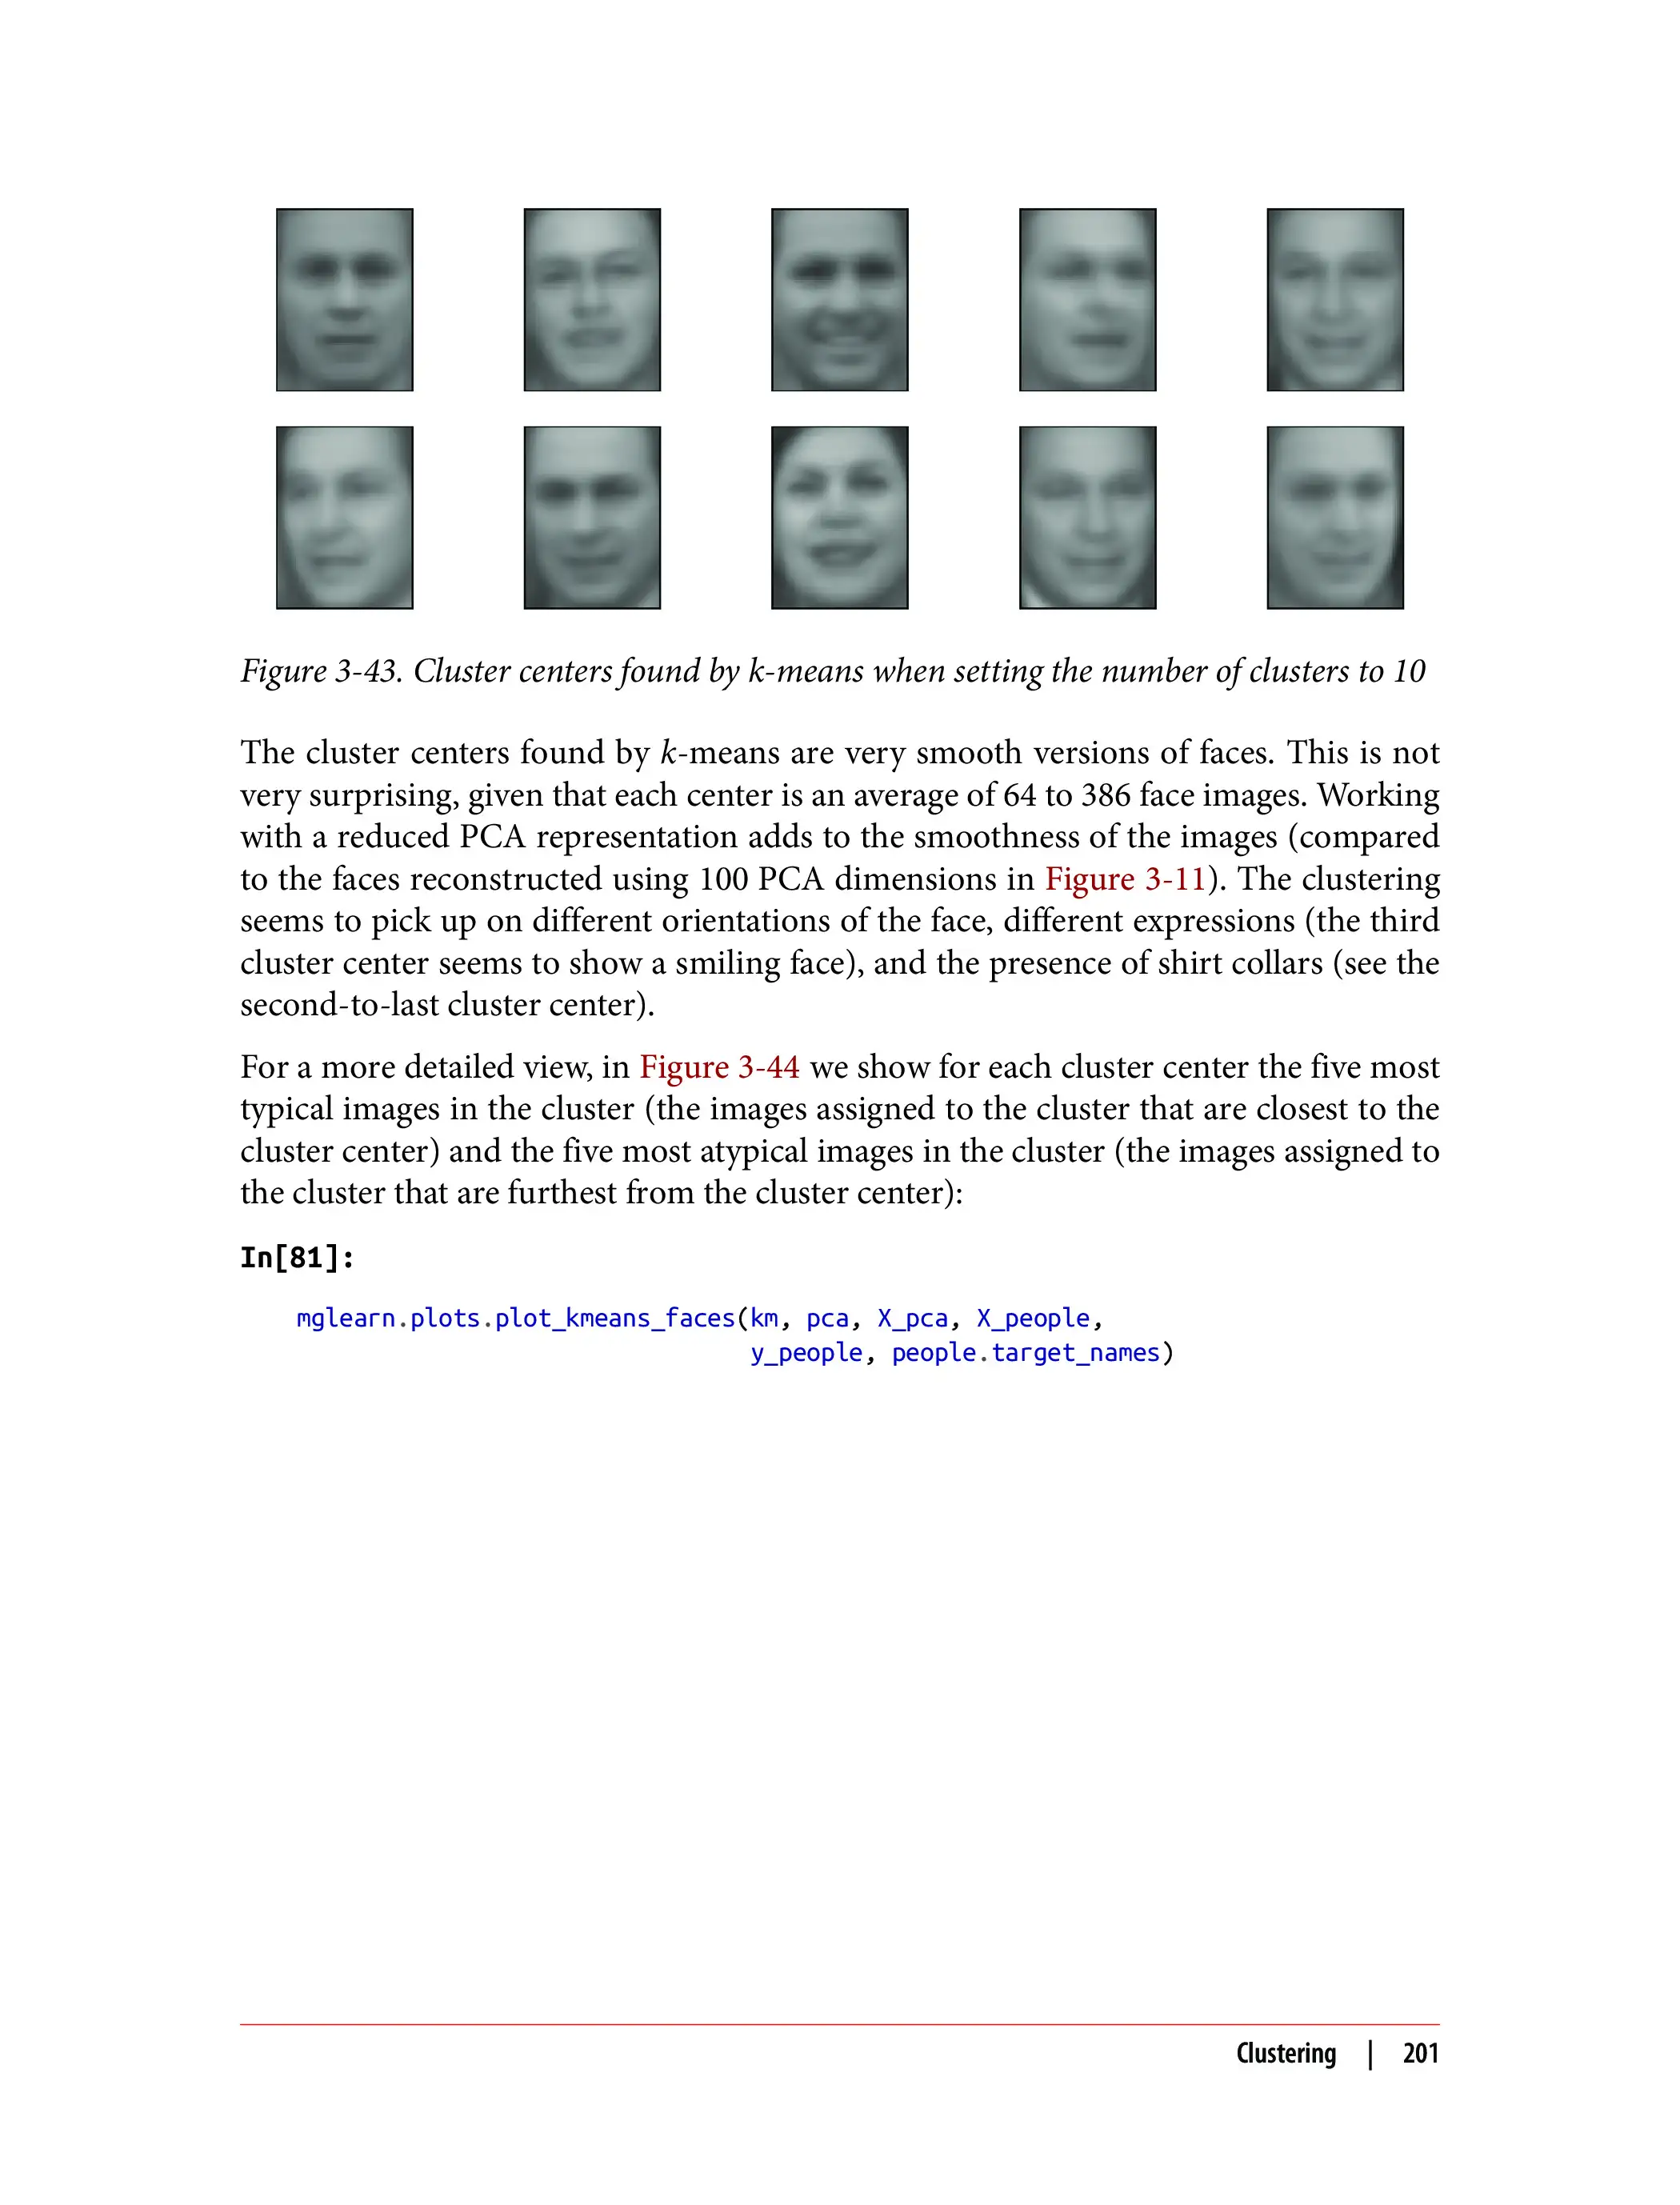 Figure 3-43. Cluster centers found by k-means when setting the number of clusters to 10
The cluster centers found by k-means are very smooth versions of faces. This is not
very surprising, given that each center is an average of 64 to 386 face images. Working
with a reduced PCA representation adds to the smoothness of the images (compared
to the faces reconstructed using 100 PCA dimensions in Figure 3-11). The clustering
seems to pick up on different orientations of the face, different expressions (the third
cluster center seems to show a smiling face), and the presence of shirt collars (see the
second-to-last cluster center).
For a more detailed view, in Figure 3-44 we show for each cluster center the five most
typical images in the cluster (the images assigned to the cluster that are closest to the
cluster center) and the five most atypical images in the cluster (the images assigned to
the cluster that are furthest from the cluster center):
In[81]:
mglearn.plots.plot_kmeans_faces(km, pca, X_pca, X_people,
y_people, people.target_names)
Clustering | 201